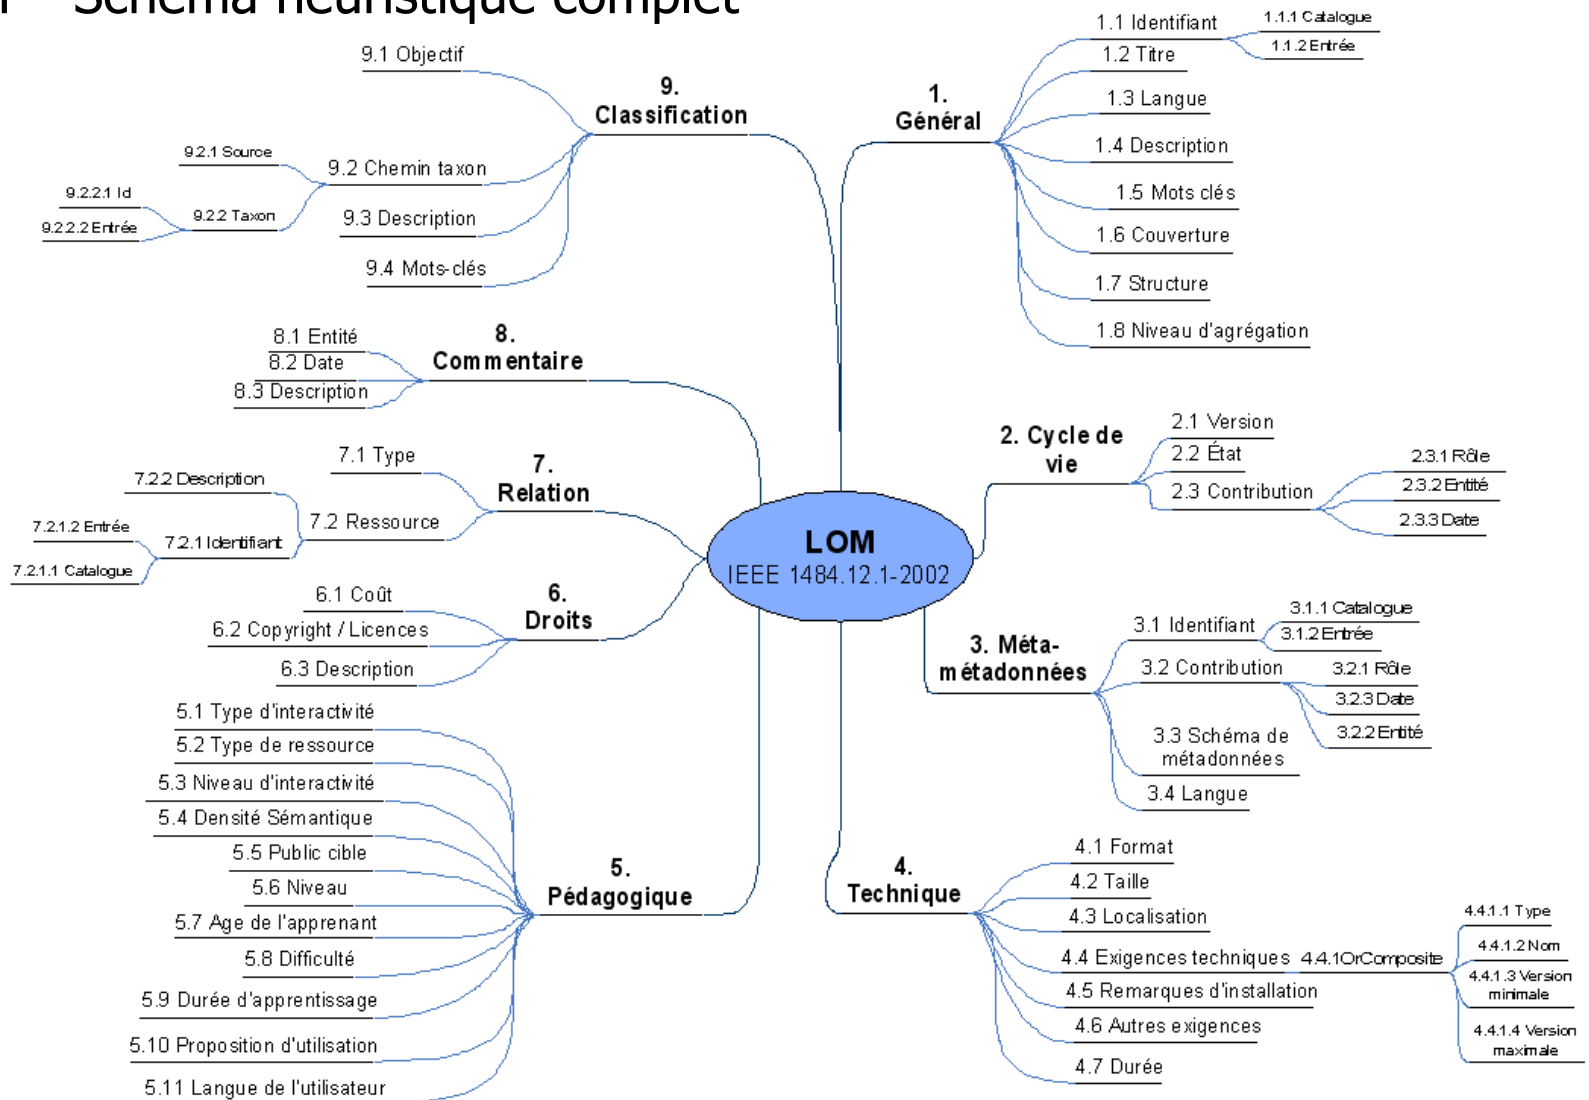 Schéma heuristique complet
LOM
IEEE 1484.12.1-2002
1.
Général
1.1 Identifiant
1.1.1 Catalogue
1.1.2 Entrée
1.2 Titre
1.3 Langue
1.4 Description
1.5 Mots clés
1.6 Couverture
1.7 Structure
1.8 Niveau d'agrégation
2. Cycle de
vie
2.1 Version
2.2 État
2.3 Contribution
2.3.1 Rôle
2.3.2 Entité
2.3.3 Date
3. Méta-
métadonnées
3.1 Identifiant
3.1.1 Catalogue
3.1.2 Entrée
3.2 Contribution
3.2.1 Rôle
3.2.3 Date
3.2.2 Entité
3.3 Schéma de
métadonnées
3.4 Langue
4.
Technique
4.1 Format
4.2 Taille
4.3 Localisation
4.4 Exigences techniques
4.4.1OrComposite
4.4.1.1 Type
4.4.1.2 Nom
4.4.1.3 Version
minimale
4.4.1.4 Version
maximale
4.5 Remarques d'installation
4.6 Autres exigences
4.7 Durée
5.
Pédagogique
5.1 Type d'interactivité
5.2 Type de ressource
5.3 Niveau d'interactivité
5.4 Densité Sémantique
5.5 Public cible
5.6 Niveau
5.7 Age de l'apprenant
5.8 Difficulté
5.9 Durée d'apprentissage
5.10 Proposition d'utilisation
5.11 Langue de l'utilisateur
6.
Droits
6.1 Coût
6.2 Copyright / Licences
6.3 Description
7.
Relation
7.1 Type
7.2 Ressource
7.2.2 Description
7.2.1 Identifiant
7.2.1.2 Entrée
7.2.1.1 Catalogue
8.
Commentaire
8.1 Entité
8.2 Date
8.3 Description
9.
Classification
9.1 Objectif
9.2 Chemin taxon
9.2.1 Source
9.2.2 Taxon
9.2.2.1 Id
9.2.2.2 Entrée
9.3 Description
9.4 Mots-clés